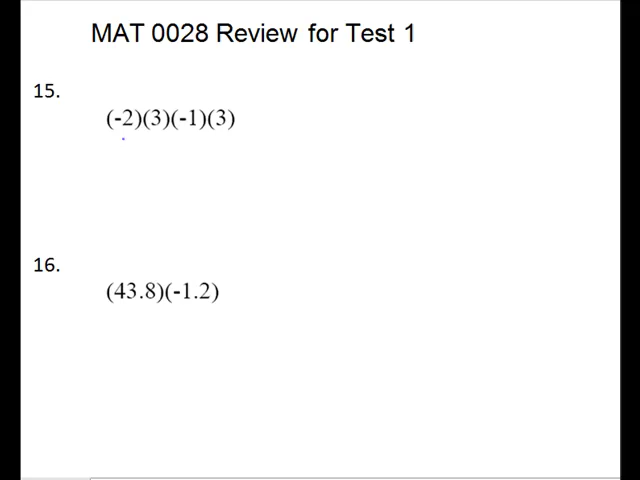 MAT 0028 Review for Test 1
15.
(-2)(3)(-1)(3)
16.
(43.8)(-1.2)